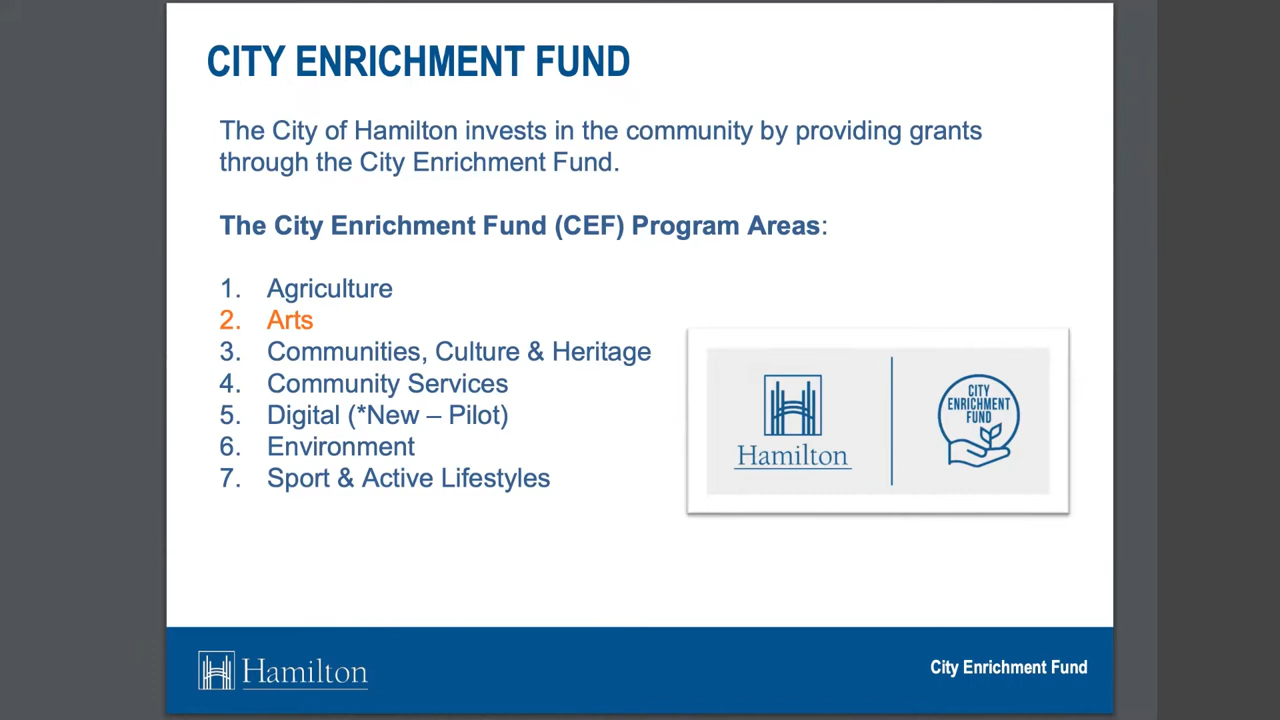 CITY ENRICHMENT FUND
The City of Hamilton invests in the community by providing grants
through the City Enrichment Fund.
The City Enrichment Fund (CEF) Program Areas:
1. Agriculture
2. Arts
3. Communities, Culture & Heritage
4. Community Services
5. Digital (*New – Pilot)
6. Environment
7. Sport & Active Lifestyles
Hamilton
CITY
ENRICHMENT
FUND
Hamilton
City Enrichment Fund